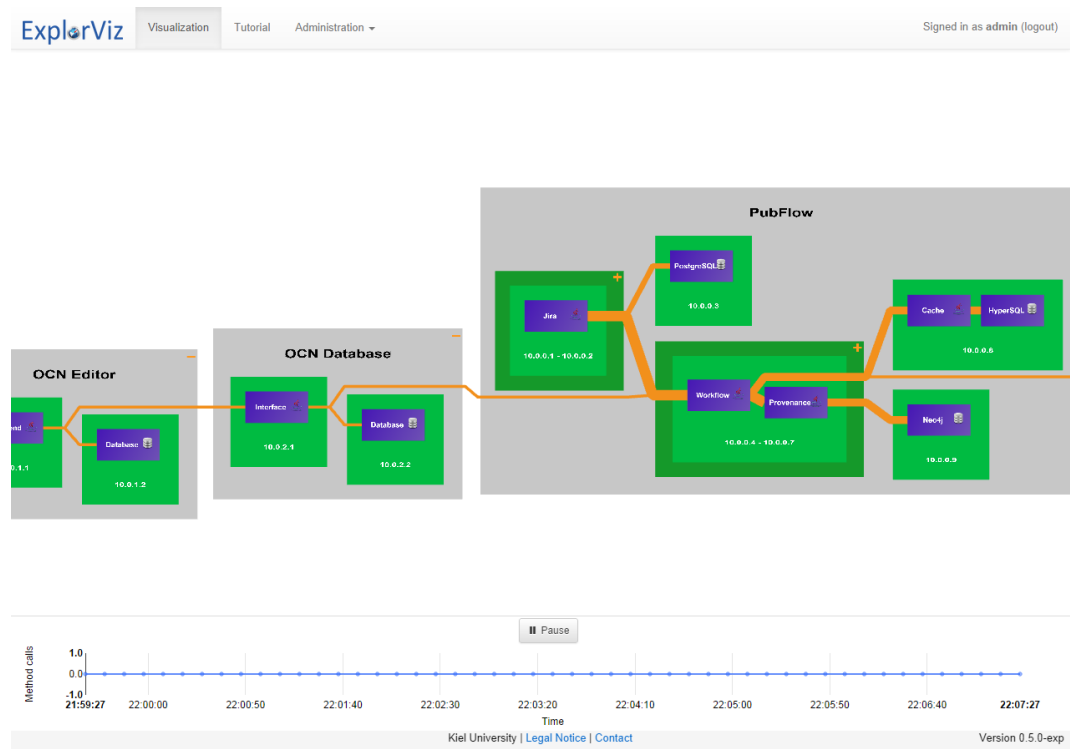 ExplorViz
Visualization
Tutorial
Administration
Signed in as admin (logout)
PubFlow
PostgreSQL
10.0.0.3
Jira
10.0.0.1 - 10.0.0.2
Cache
HyperSQL
10.0.0.8
OCN Database
Interface
10.0.2.1
Database
10.0.2.2
OCN Editor
Database
10.0.1.2
Workflow
Provenance
10.0.0.4 - 10.0.0.7
Neo4j
10.0.0.9
Pause
Method calls
1.0
0.0
-1.0
21:59:27 22:00:00 22:00:50 22:01:40 22:02:30 22:03:20 22:04:10 22:05:00 22:05:50 22:06:40 22:07:27
Time
Kiel University | Legal Notice | Contact
Version 0.5.0-exp